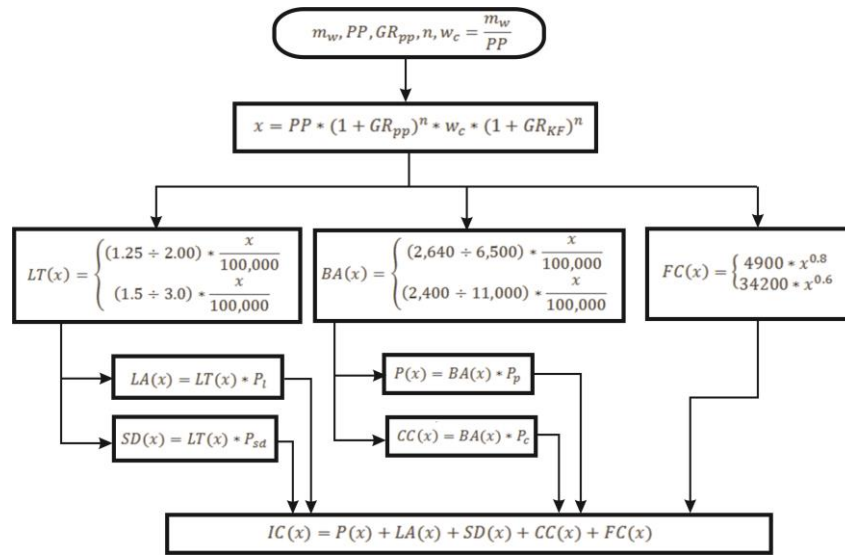 m_w, PP, GR_pp, n, w_c = m_w/PP
x = PP * (1 + GR_pp)^n * w_c * (1 + GR_KF)^n
LT(x) = { (1.25 ÷ 2.00) * x/100,000
(1.5 ÷ 3.0) * x/100,000
BA(x) = { (2,640 ÷ 6,500) * x/100,000
(2,400 ÷ 11,000) * x/100,000
FC(x) = { 4900 * x^0.8
34200 * x^0.6
LA(x) = LT(x) * P_l
P(x) = BA(x) * P_p
SD(x) = LT(x) * P_sd
CC(x) = BA(x) * P_c
IC(x) = P(x) + LA(x) + SD(x) + CC(x) + FC(x)